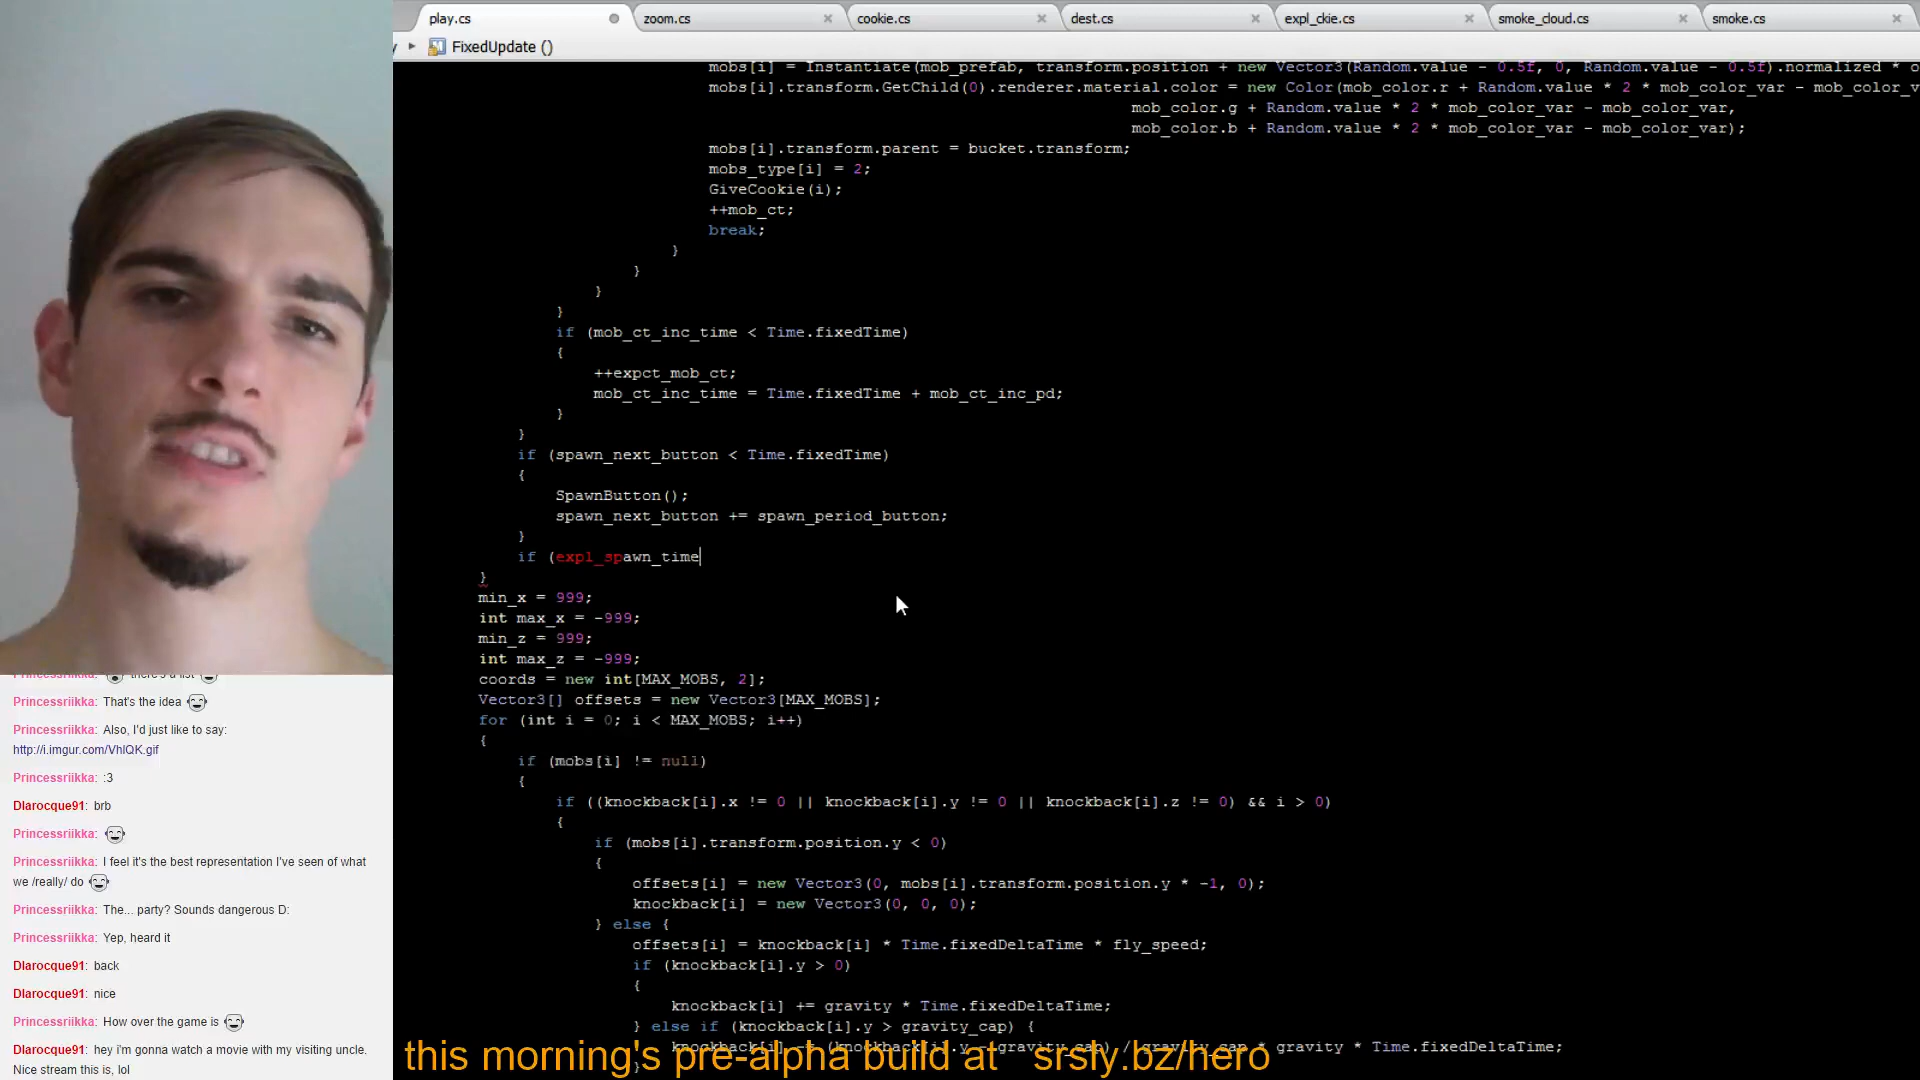 play.cs
zoom.cs
cookie.cs
dest.cs
expl_ckie.cs
smoke_cloud.cs
smoke.cs
FixedUpdate ()
mobs[i] = Instantiate(mob_prefab, transform.position + new Vector3(Random.value - 0.5f, 0, Random.value - 0.5f).normalized * o
mobs[i].transform.GetChild(0).renderer.material.color = new Color(mob_color.r + Random.value * 2 * mob_color_var - mob_color_v
mob_color.g + Random.value * 2 * mob_color_var - mob_color_var,
mob_color.b + Random.value * 2 * mob_color_var - mob_color_var);
mobs[i].transform.parent = bucket.transform;
mobs_type[i] = 2;
GiveCookie(i);
++mob_ct;
break;
}
}
}
}
if (mob_ct_inc_time < Time.fixedTime)
{
++expct_mob_ct;
mob_ct_inc_time = Time.fixedTime + mob_ct_inc_pd;
}
}
if (spawn_next_button < Time.fixedTime)
{
SpawnButton();
spawn_next_button += spawn_period_button;
}
if (expl_spawn_time
}
min_x = 999;
int max_x = -999;
min_z = 999;
int max_z = -999;
coords = new int[MAX_MOBS, 2];
Vector3[] offsets = new Vector3[MAX_MOBS];
for (int i = 0; i < MAX_MOBS; i++)
{
if (mobs[i] != null)
{
if ((knockback[i].x != 0 || knockback[i].y != 0 || knockback[i].z != 0) && i > 0)
{
if (mobs[i].transform.position.y < 0)
{
offsets[i] = new Vector3(0, mobs[i].transform.position.y * -1, 0);
knockback[i] = new Vector3(0, 0, 0);
} else {
offsets[i] = knockback[i] * Time.fixedDeltaTime * fly_speed;
if (knockback[i].y > 0)
{
knockback[i] += gravity * Time.fixedDeltaTime;
} else if (knockback[i].y > gravity_cap) {
gravity * Time.fixedDeltaTime;
this morning's pre-alpha build at srsly.bz/hero
Princessriikka: there's a list
Princessriikka: That's the idea
Princessriikka: Also, I'd just like to say:
http://i.imgur.com/VhlQK.gif
Princessriikka: :3
Dlarocque91: brb
Princessriikka:
Princessriikka: I feel it's the best representation I've seen of what
we /really/ do
Princessriikka: The... party? Sounds dangerous D:
Princessriikka: Yep, heard it
Dlarocque91: back
Dlarocque91: nice
Princessriikka: How over the game is
Dlarocque91: hey i'm gonna watch a movie with my visiting uncle.
Nice stream this is, lol